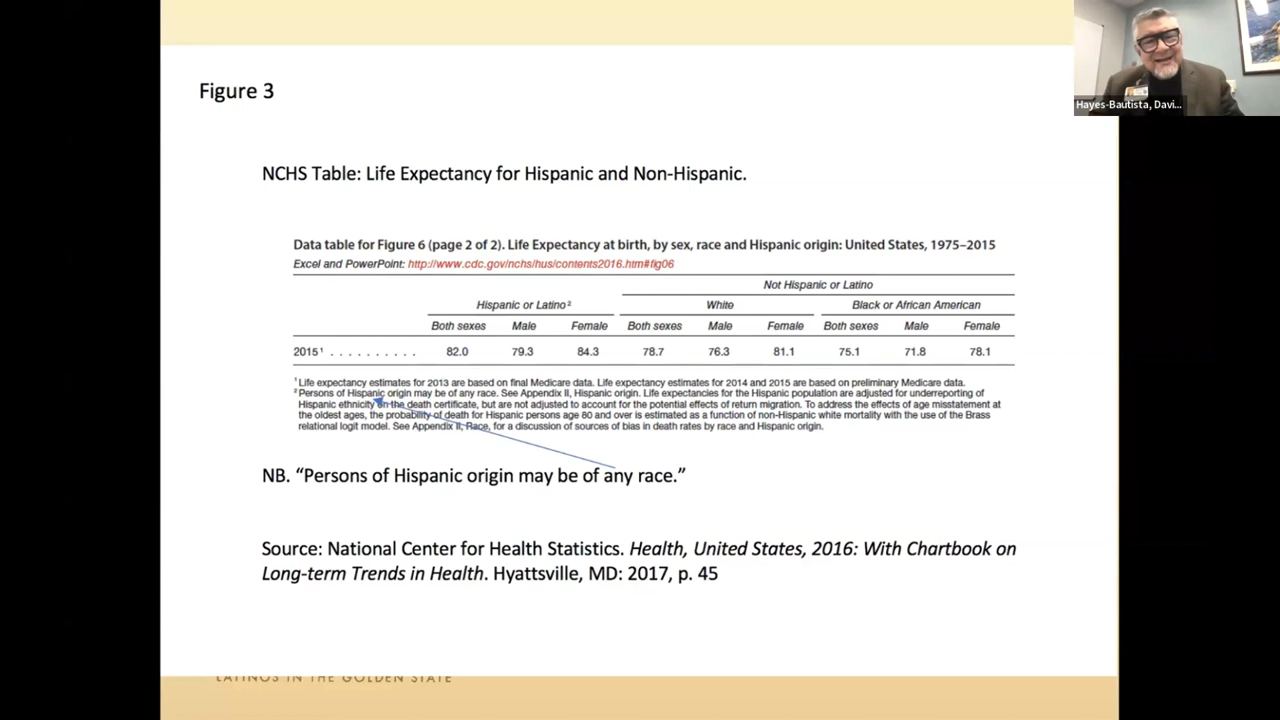 Figure 3
Hayes-Bautista, Davi...
NCHS Table: Life Expectancy for Hispanic and Non-Hispanic.
Data table for Figure 6 (page 2 of 2). Life Expectancy at birth, by sex, race and Hispanic origin: United States, 1975–2015
Excel and PowerPoint: http://www.cdc.gov/nchs/hus/contents2016.htm#fig06
Not Hispanic or Latino
Hispanic or Latino² White Black or African American
Both sexes Male Female Both sexes Male Female Both sexes Male Female
2015¹ . . . . . . . . . . 82.0 79.3 84.3 78.7 76.3 81.1 75.1 71.8 78.1
¹Life expectancy estimates for 2013 are based on final Medicare data. Life expectancy estimates for 2014 and 2015 are based on preliminary Medicare data.
²Persons of Hispanic origin may be of any race. See Appendix II, Hispanic origin. Life expectancies for the Hispanic population are adjusted for underreporting of
Hispanic ethnicity on the death certificate, but are not adjusted to account for the potential effects of return migration. To address the effects of age misstatement at
the oldest ages, the probability of death for Hispanic persons age 80 and over is estimated as a function of non-Hispanic white mortality with the use of the Brass
relational logit model. See Appendix II, Race, for a discussion of sources of bias in death rates by race and Hispanic origin.
NB. “Persons of Hispanic origin may be of any race.”
Source: National Center for Health Statistics. Health, United States, 2016: With Chartbook on
Long-term Trends in Health. Hyattsville, MD: 2017, p. 45
LATINOS IN THE GOLDEN STATE